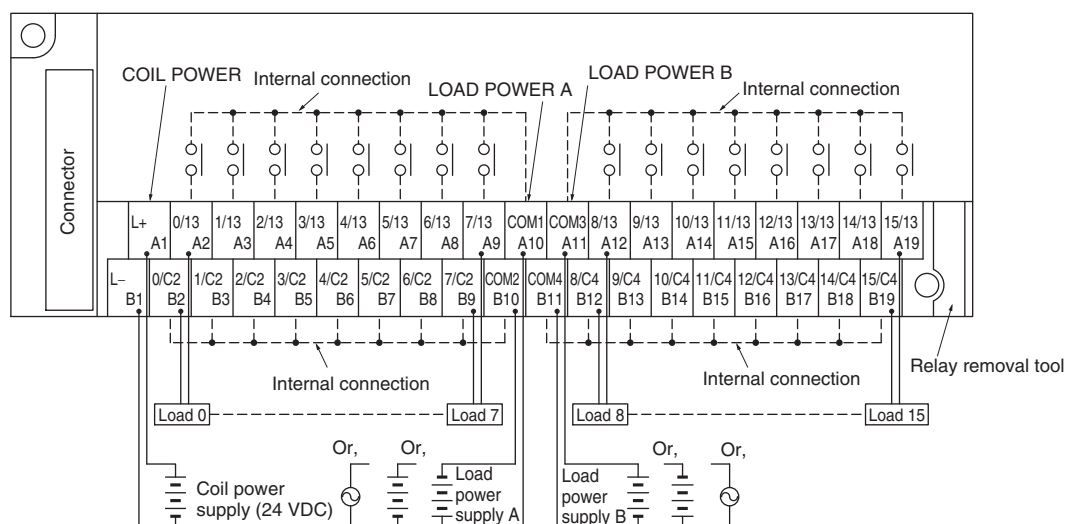 COIL POWER
Internal connection
LOAD POWER A
LOAD POWER B
Internal connection
Connector
L+ 0/13 1/13 2/13 3/13 4/13 5/13 6/13 7/13 COM1 COM3 8/13 9/13 10/13 11/13 12/13 13/13 14/13 15/13
A1 A2 A3 A4 A5 A6 A7 A8 A9 A10 A11 A12 A13 A14 A15 A16 A17 A18 A19
L− 0/C2 1/C2 2/C2 3/C2 4/C2 5/C2 6/C2 7/C2 COM2 COM4 8/C4 9/C4 10/C4 11/C4 12/C4 13/C4 14/C4 15/C4
B1 B2 B3 B4 B5 B6 B7 B8 B9 B10 B11 B12 B13 B14 B15 B16 B17 B18 B19
Relay removal tool
Internal connection
Internal connection
Load 0
Load 7
Load 8
Load 15
Or,
Or,
Or,
Or,
Coil power
supply (24 VDC)
Load
power
supply A
Load
power
supply B